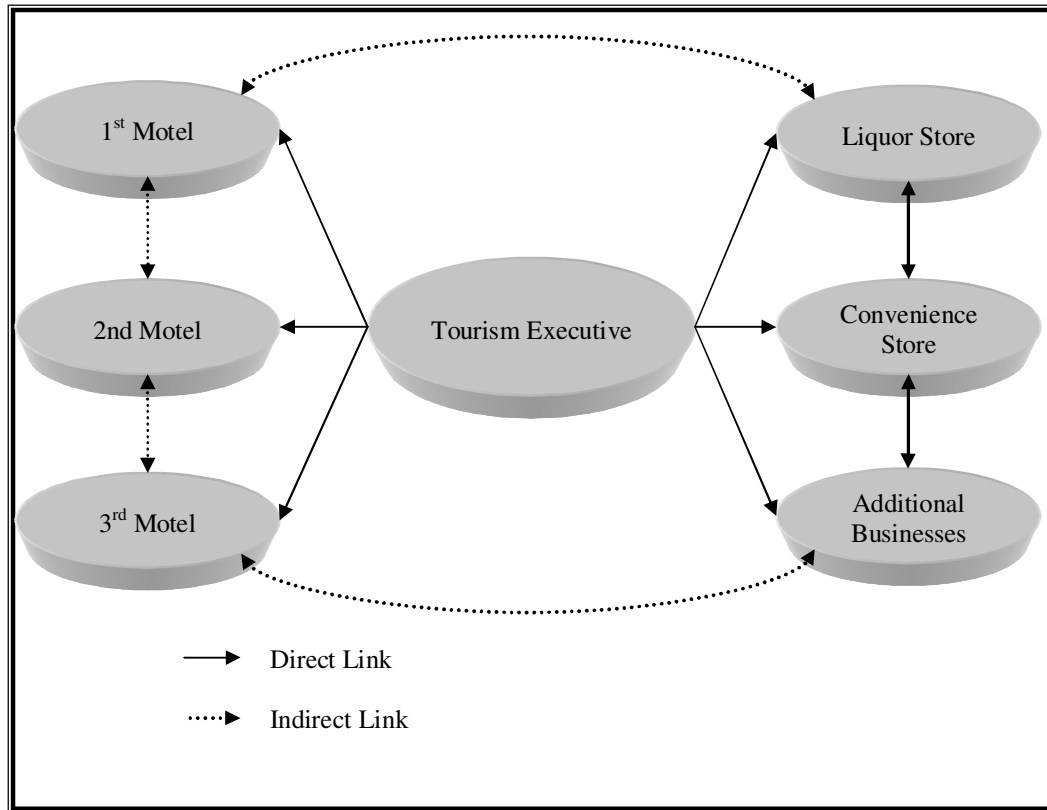 1st Motel
Liquor Store
2nd Motel
Tourism Executive
Convenience
Store
3rd Motel
Additional
Businesses
Direct Link
Indirect Link